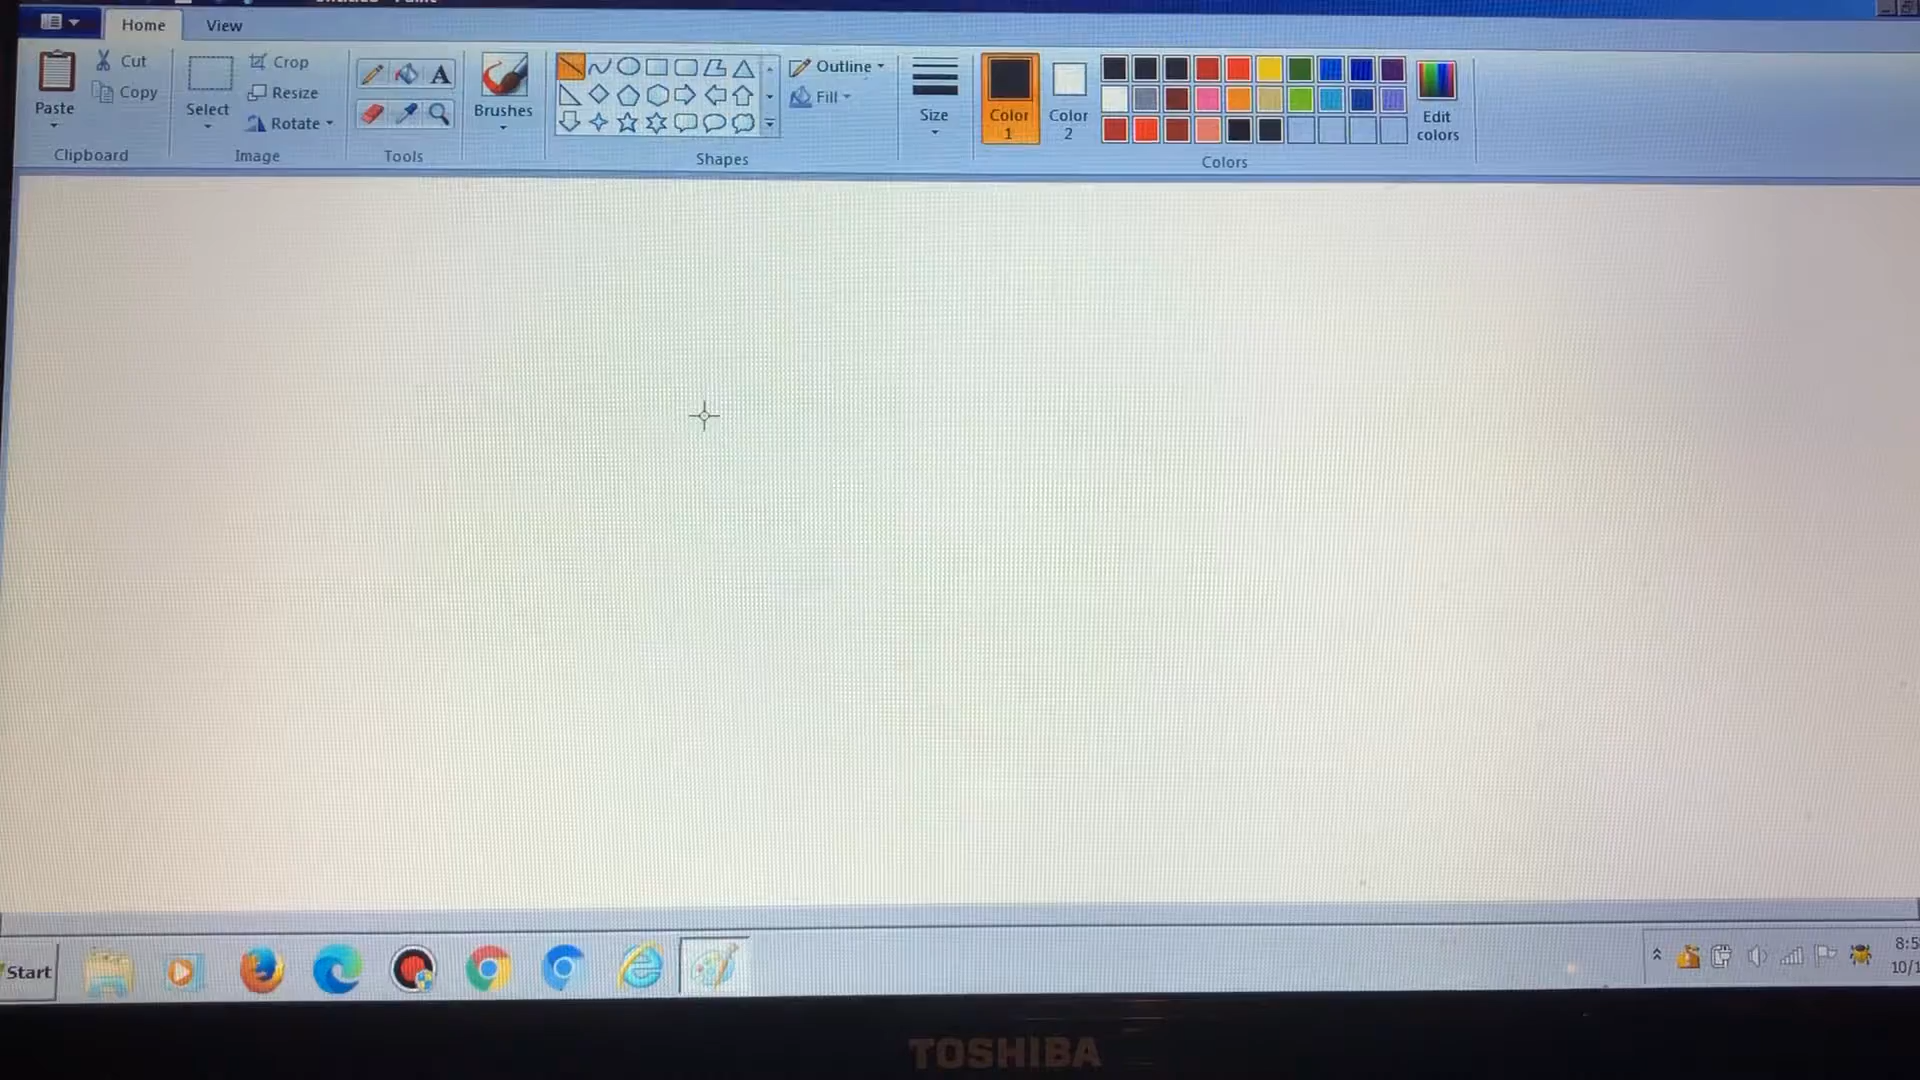 Home View
Paste
Cut
Copy
Clipboard
Select
Crop
Resize
Rotate
Image
A
Tools
Brushes
Outline
Fill
Shapes
Size
Color
1
Color
2
Edit
colors
Colors
Start
TOSHIBA